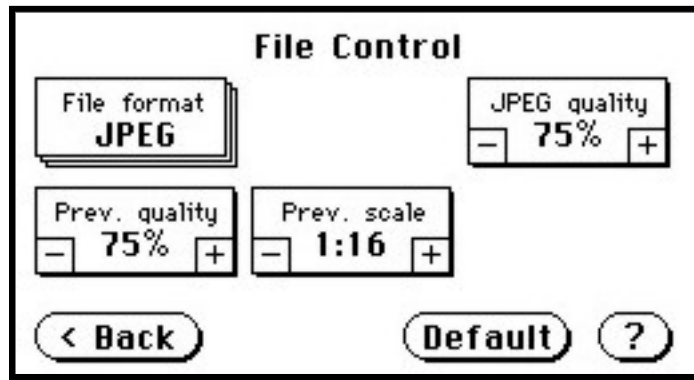 File Control
File format
JPEG
JPEG quality
− 75% +
Prev. quality
− 75% +
Prev. scale
− 1:16 +
< Back
Default
?